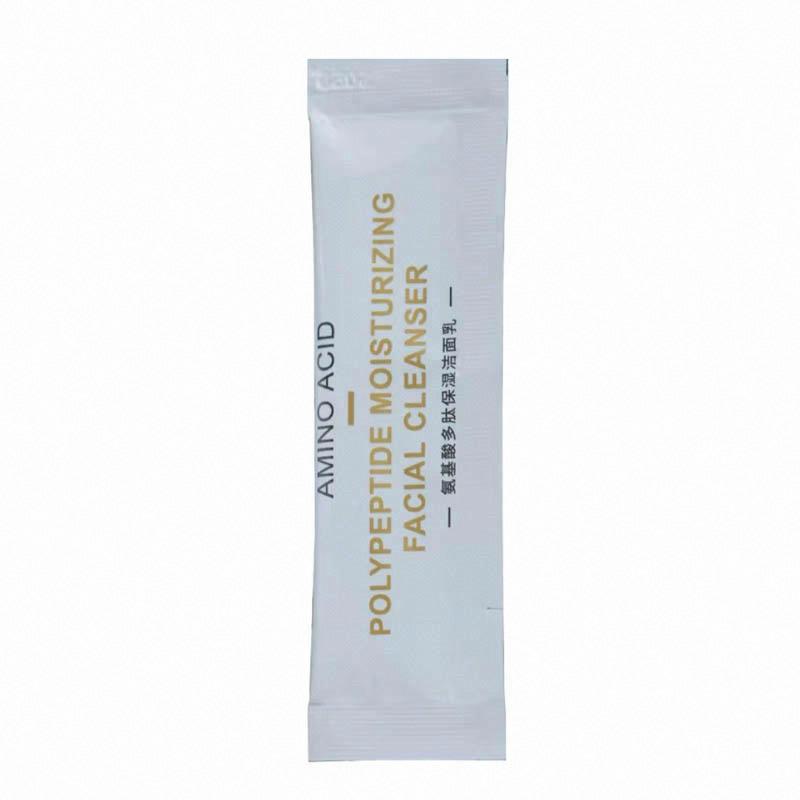 AMINO ACID
POLYPEPTIDE MOISTURIZING
FACIAL CLEANSER
— 氨基酸多肽保湿洁面乳 —